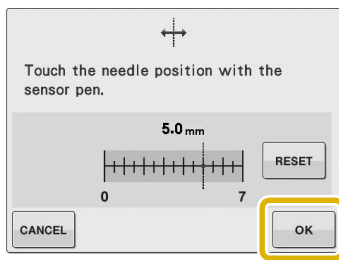 Touch the needle position with the
sensor pen.
5.0 mm
RESET
0 7
CANCEL
OK